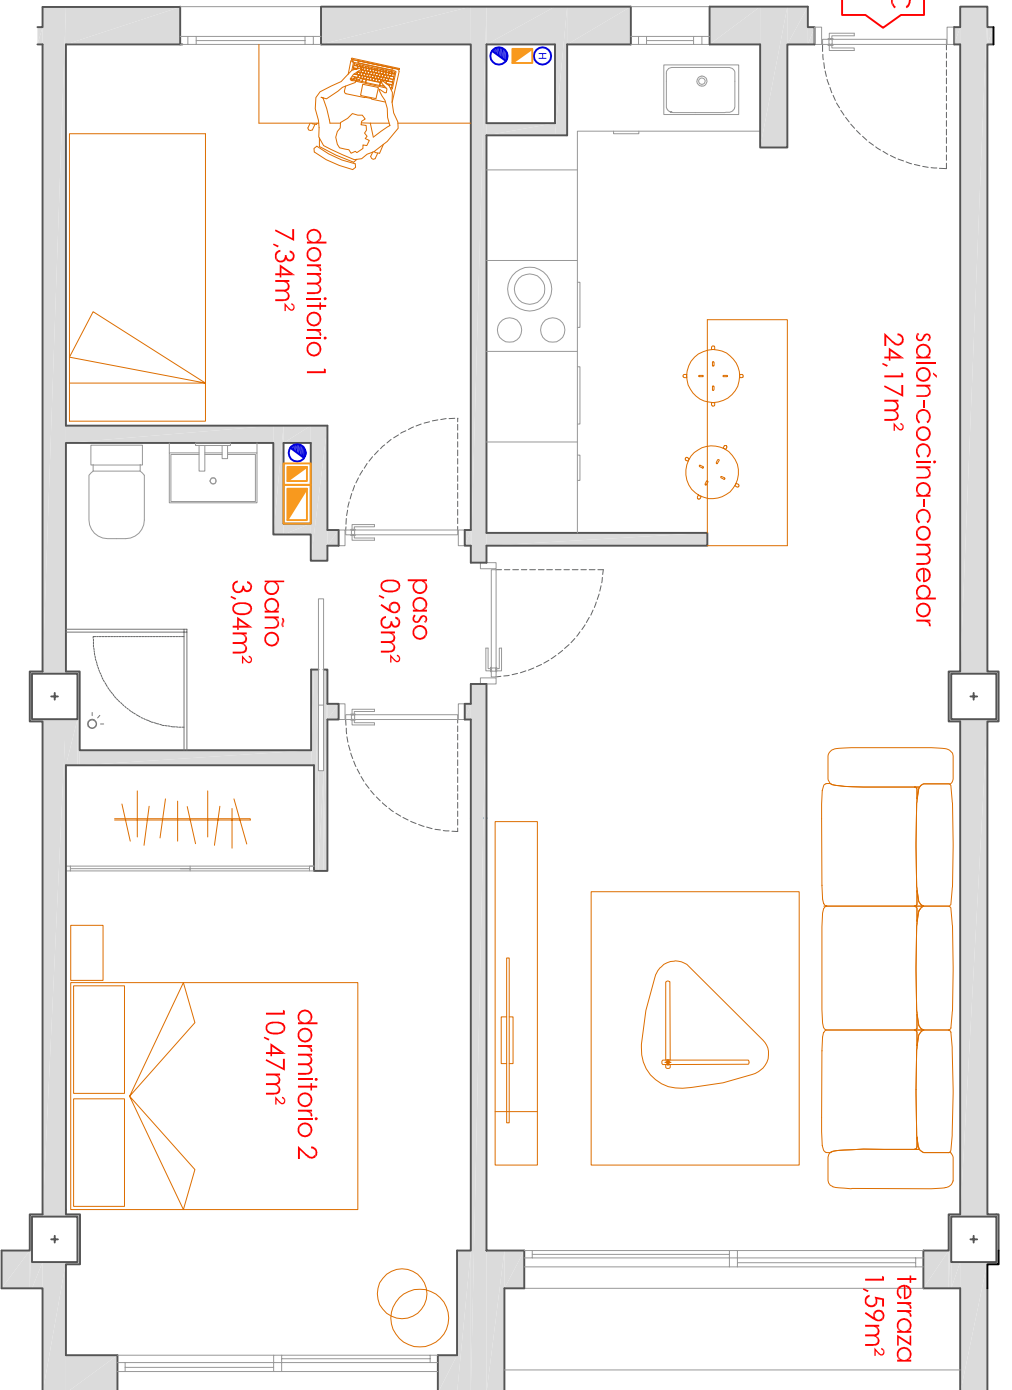 dormitorio 1
7,34m²
salón-cocina-comedor
24,17m²
baño
3,04m²
paso
0,93m²
dormitorio 2
10,47m²
terraza
1,59m²
H